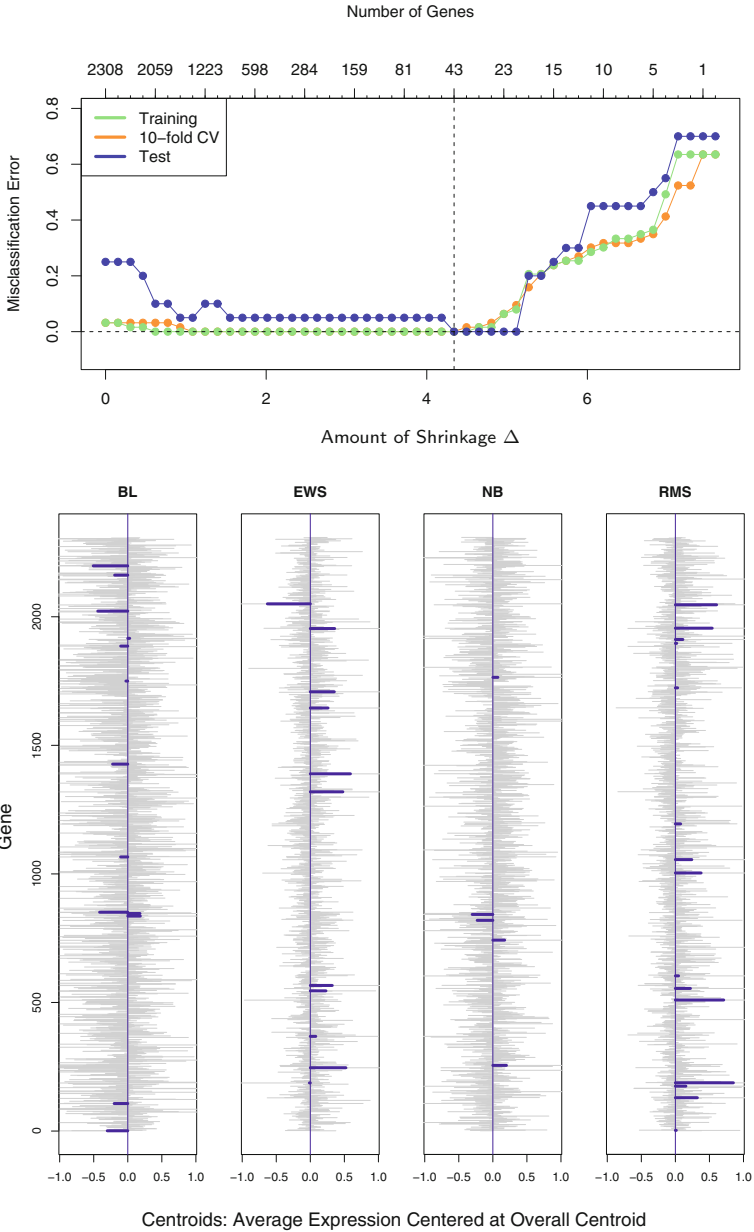 Number of Genes
2308 2059 1223 598 284 159 81 43 23 15 10 5 1
Misclassification Error
0.8
0.6
0.4
0.2
0.0
Training
10−fold CV
Test
0 2 4 6
Amount of Shrinkage Δ
BL EWS NB RMS
Gene
2000
1500
1000
500
0
−1.0 −0.5 0.0 0.5 1.0 −1.0 −0.5 0.0 0.5 1.0 −1.0 −0.5 0.0 0.5 1.0 −1.0 −0.5 0.0 0.5 1.0
Centroids: Average Expression Centered at Overall Centroid